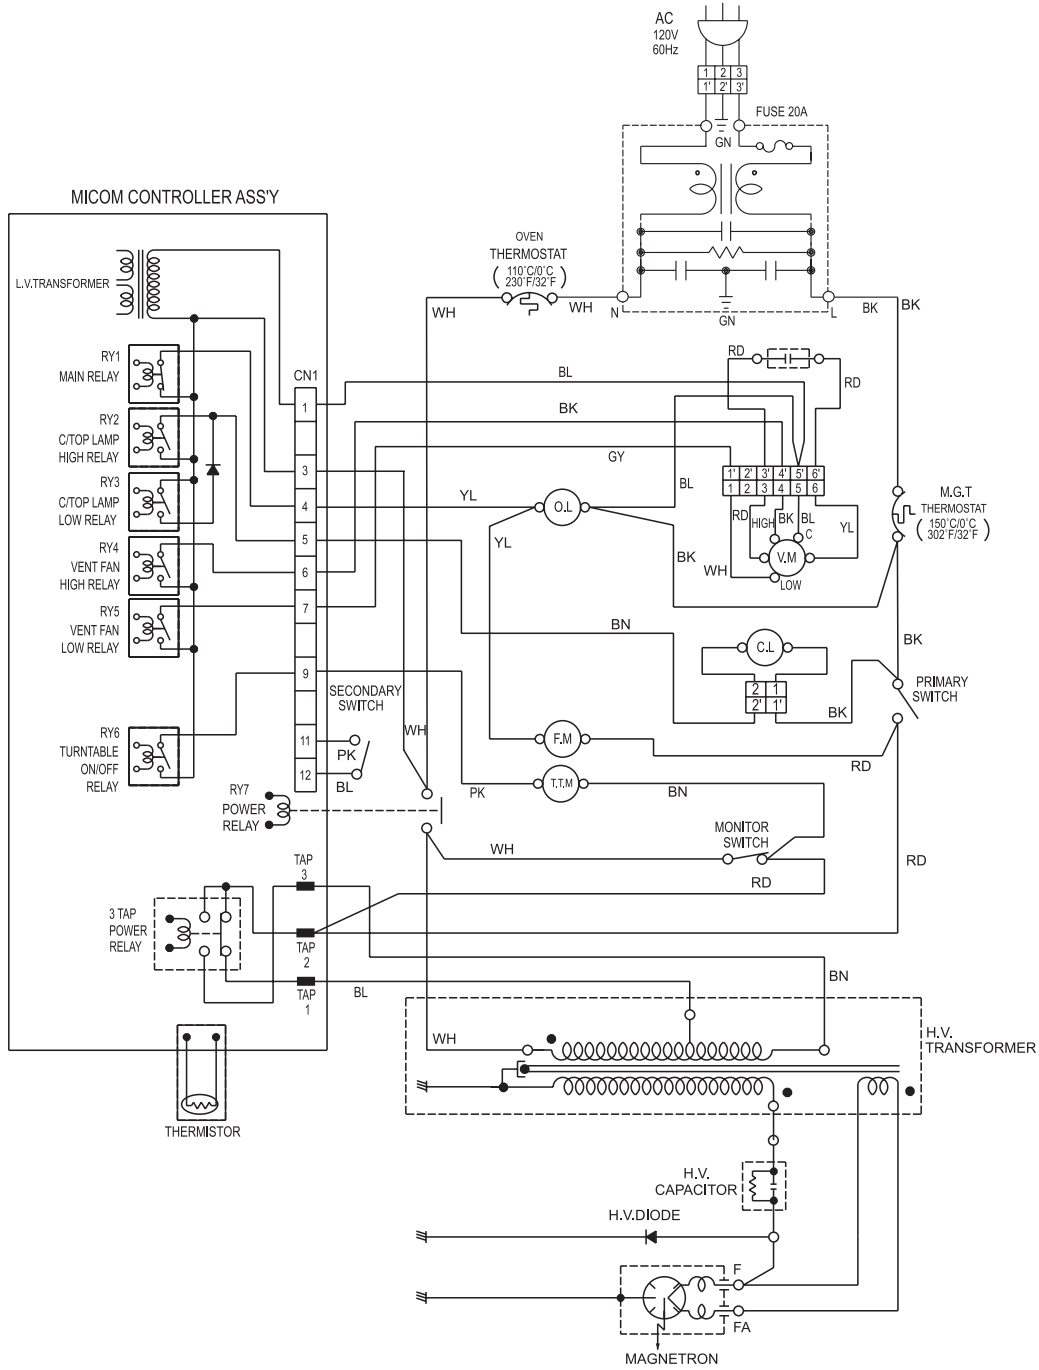 AC
120V
60Hz
1 2 3
1' 2' 3'
FUSE 20A
GN
MICOM CONTROLLER ASS'Y
L.V.TRANSFORMER
OVEN
THERMOSTAT
( 110°C/0°C
230°F/32°F )
WH
WH
N
GN
L
BK
BK
RY1
MAIN RELAY
CN1
1
BL
RD
RD
RY2
C/TOP LAMP
HIGH RELAY
BK
GY
3
1' 2' 3' 4' 5' 6'
1 2 3 4 5 6
RY3
C/TOP LAMP
LOW RELAY
4
YL
O.L
BL
M.G.T
THERMOSTAT
( 150°C/0°C
302°F/32°F )
RD
HIGH
BK
BL
C
YL
V.M
WH
LOW
5
YL
BK
RY4
VENT FAN
HIGH RELAY
6
RY5
VENT FAN
LOW RELAY
7
BN
C.L
BK
9
2 1
2' 1'
BK
PRIMARY
SWITCH
SECONDARY
SWITCH
RY6
TURNTABLE
ON/OFF
RELAY
11
PK
12
BL
WH
F.M
RD
T.T.M
PK
BN
RY7
POWER
RELAY
MONITOR
SWITCH
WH
RD
RD
TAP
3
3 TAP
POWER
RELAY
TAP
2
TAP
1
BL
BN
WH
H.V.
TRANSFORMER
THERMISTOR
H.V.
CAPACITOR
H.V.DIODE
F
FA
MAGNETRON